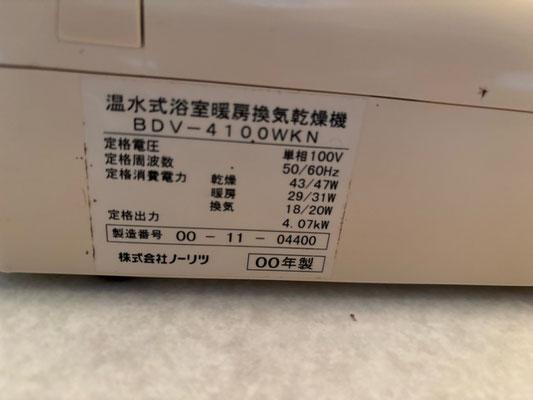 温水式浴室暖房換気乾燥機
BDV-4100WKN
定格電圧 単相100V
定格周波数 50/60Hz
定格消費電力 乾燥 43/47W
暖房 29/31W
換気 18/20W
定格出力 4.07kW
製造番号 00-11-04400
株式会社ノーリツ 00年製